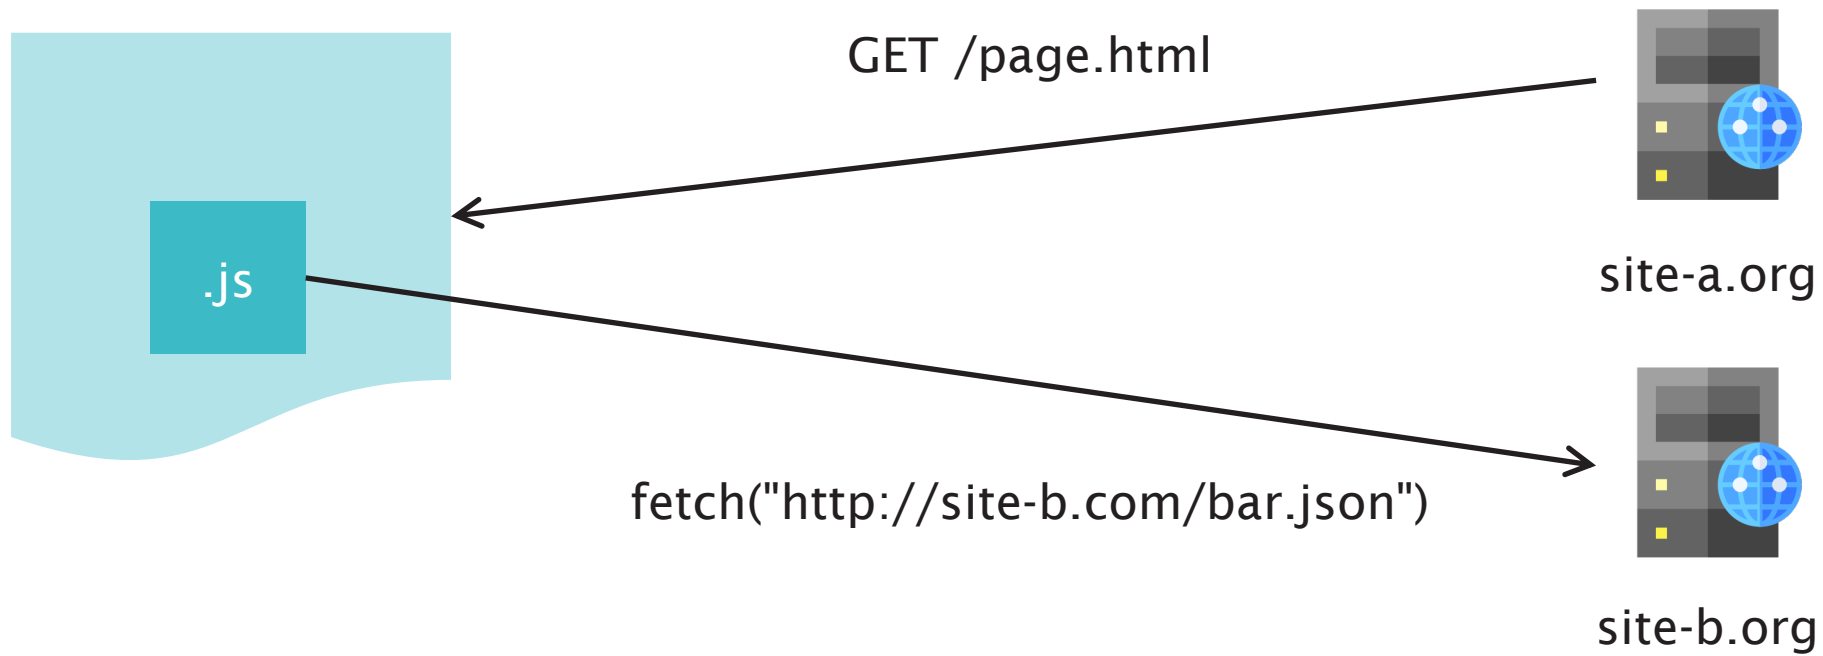 GET /page.html
.js
site-a.org
fetch("http://site-b.com/bar.json")
site-b.org